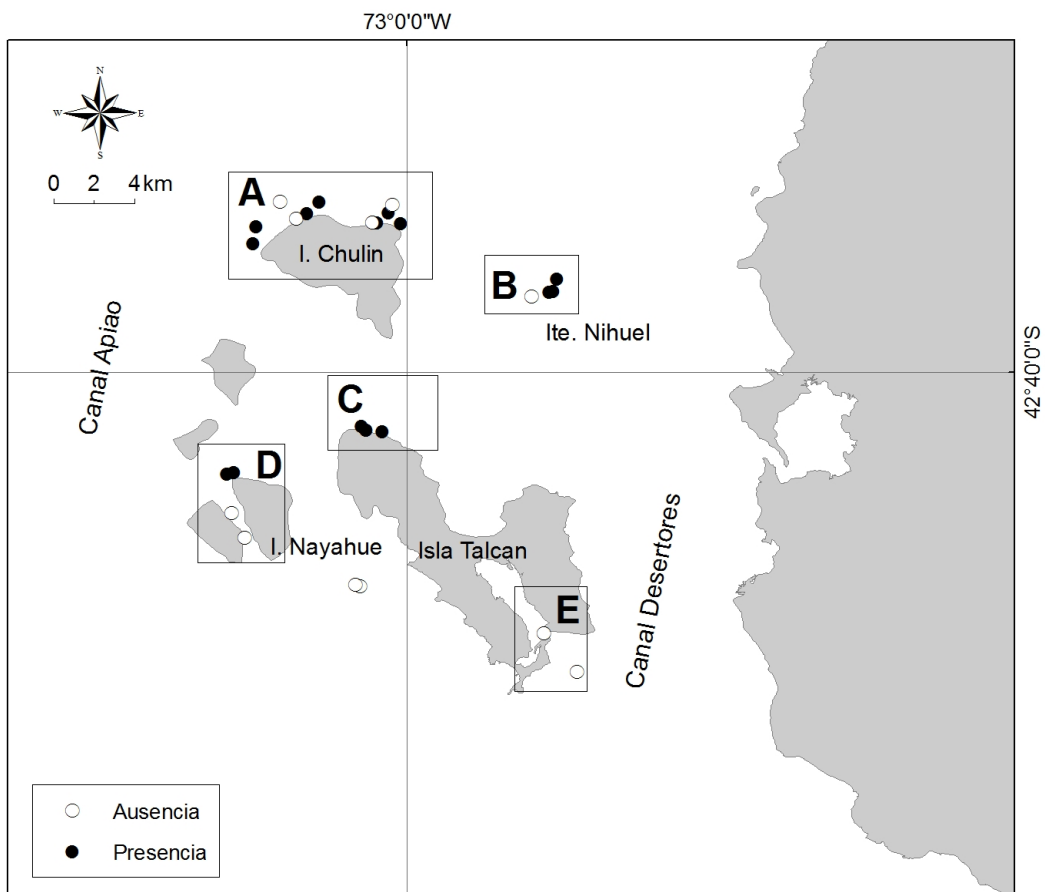 73°0'0"W
N
W
E
S
0 2 4 km
A
I. Chulin
B
Ite. Nihuel
Canal Apiao
42°40'0"S
C
D
I. Nayahue
Isla Talcan
Canal Desertores
E
Ausencia
Presencia